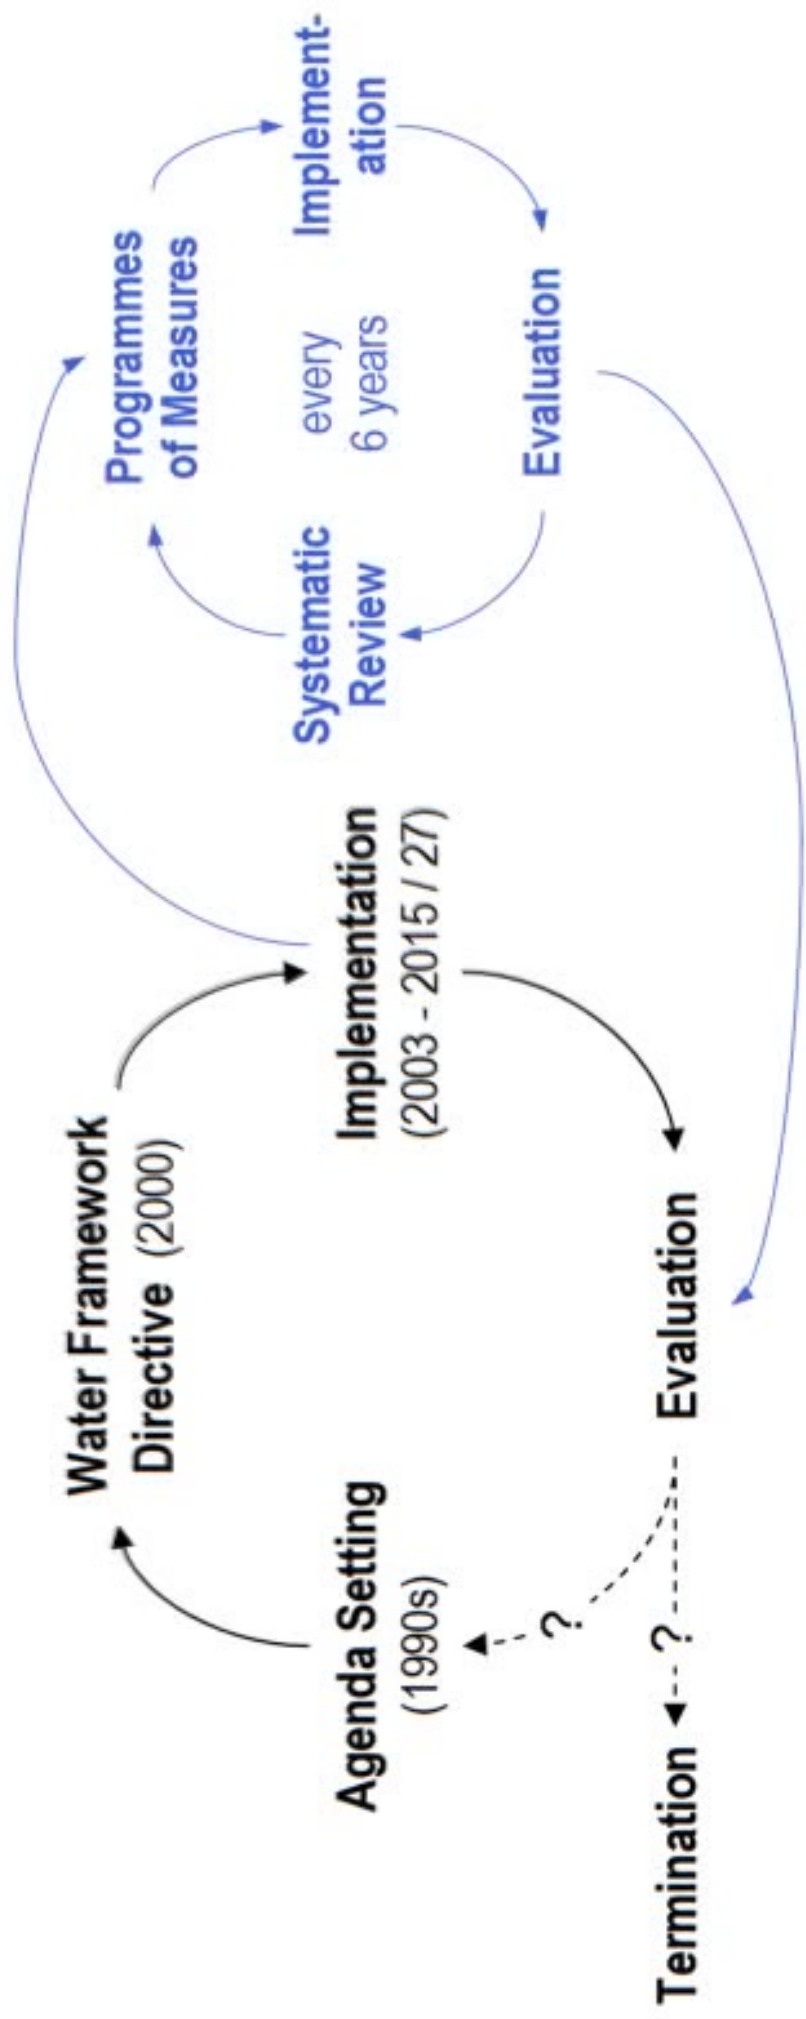 Water Framework
Directive (2000)
Agenda Setting
(1990s)
Implementation
(2003 - 2015 / 27)
Evaluation
Termination
?
?
Programmes
of Measures
Systematic
Review
every
6 years
Implement-
ation
Evaluation